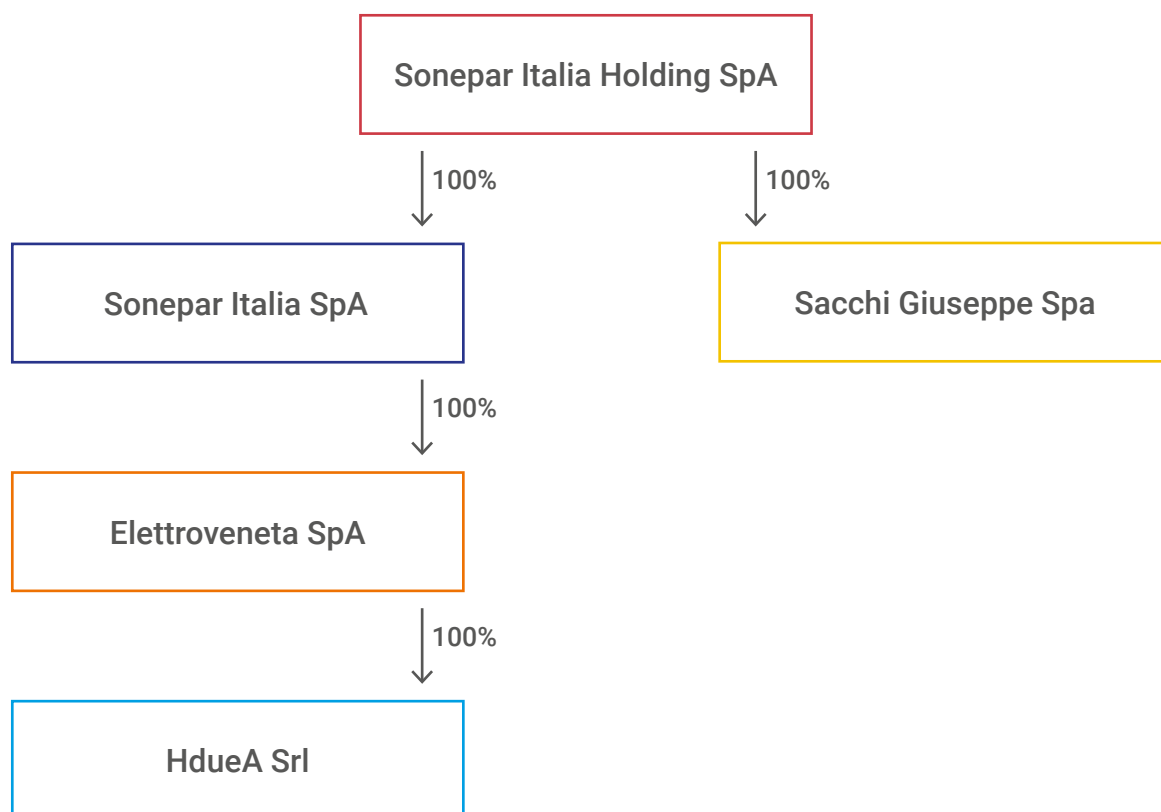 Sonepar Italia Holding SpA
100%
100%
Sonepar Italia SpA
Sacchi Giuseppe Spa
100%
Elettroveneta SpA
100%
HdueA Srl